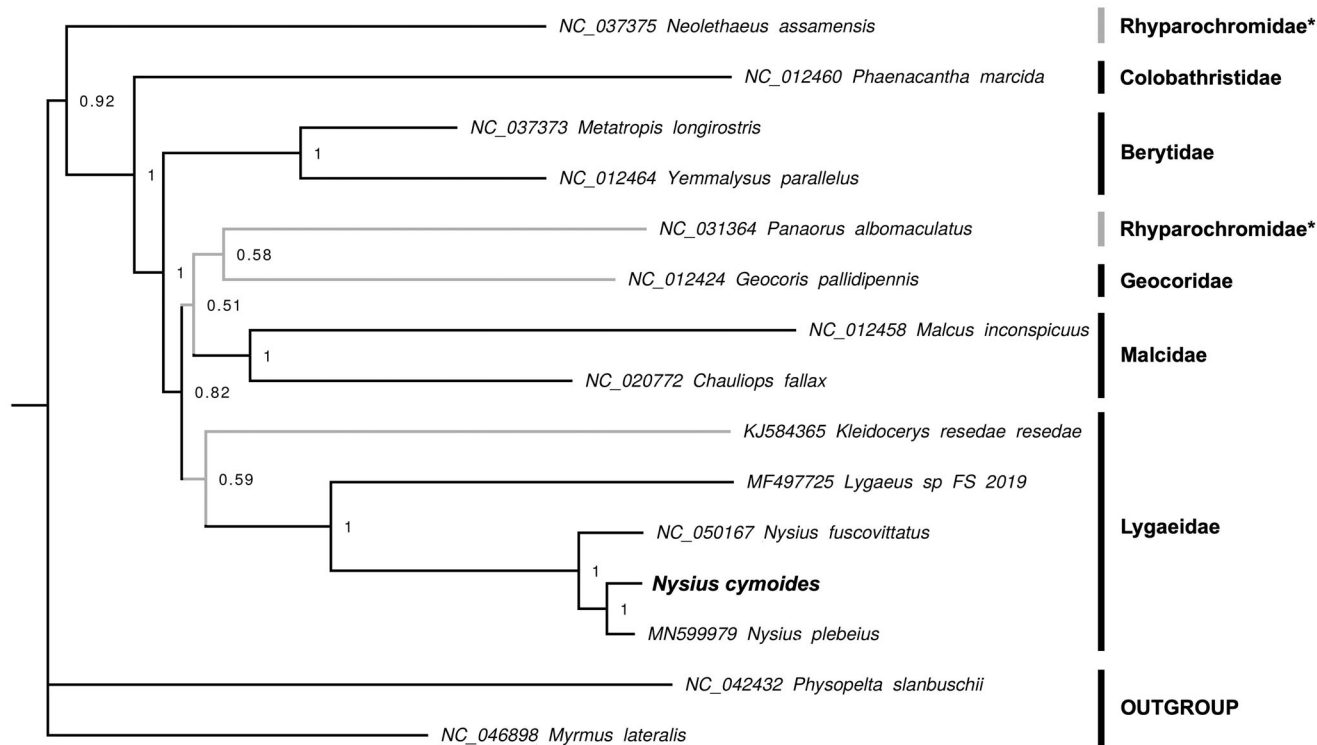 NC_037375 Neolethaeus assamensis
Rhyparochromidae*
NC_012460 Phaenacantha marcida
Colobathristidae
0.92
NC_037373 Metatropis longirostris
1
Berytidae
1
NC_012464 Yemmalysus parallelus
NC_031364 Panaorus albomaculatus
Rhyparochromidae*
0.58
1
NC_012424 Geocoris pallidipennis
Geocoridae
0.51
NC_012458 Malcus inconspicuus
1
Malcidae
NC_020772 Chauliops fallax
0.82
KJ584365 Kleidocerys resedae resedae
0.59
MF497725 Lygaeus sp FS 2019
1
Lygaeidae
NC_050167 Nysius fuscovittatus
1
Nysius cymoides
1
MN599979 Nysius plebeius
NC_042432 Physopelta slanbuschii
OUTGROUP
NC_046898 Myrmus lateralis